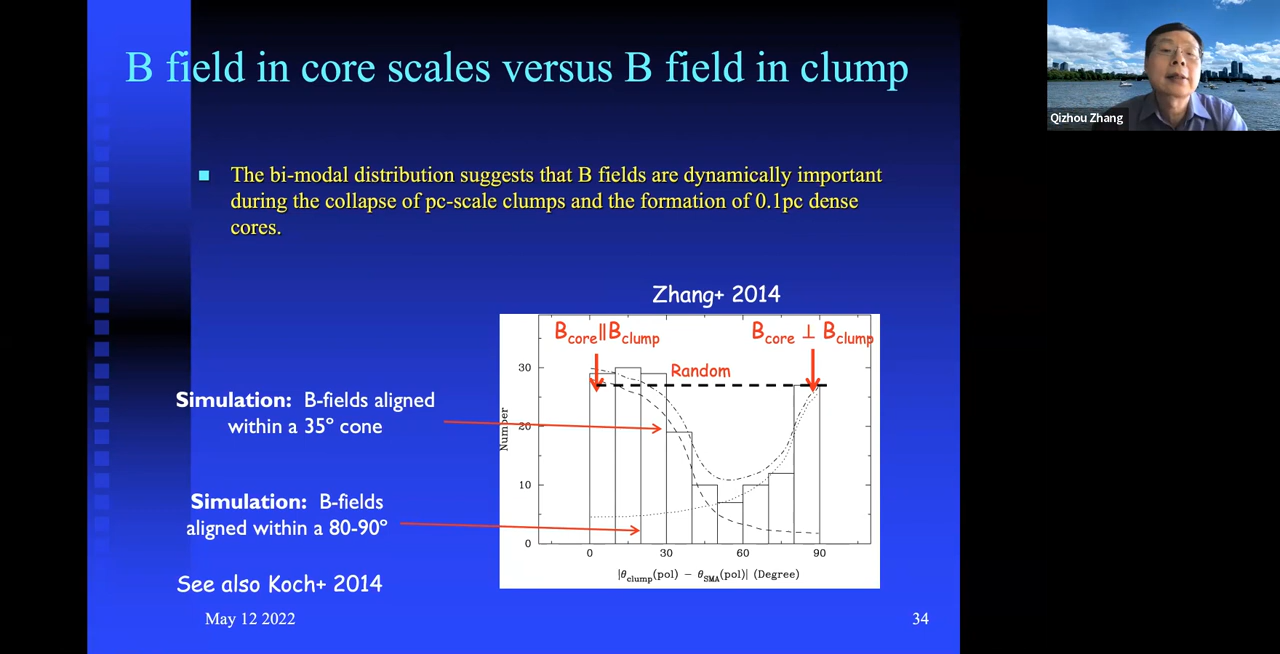 B field in core scales versus B field in clump
The bi-modal distribution suggests that B fields are dynamically important
during the collapse of pc-scale clumps and the formation of 0.1pc dense
cores.
Zhang+ 2014
B_core∥B_clump
B_core ⊥ B_clump
Random
Simulation: B-fields aligned
within a 35° cone
Simulation: B-fields
aligned within a 80-90°
See also Koch+ 2014
Number
30
20
10
0
0 30 60 90
|θ_clump(pol) − θ_SMA(pol)| (Degree)
May 12 2022
34
Qizhou Zhang